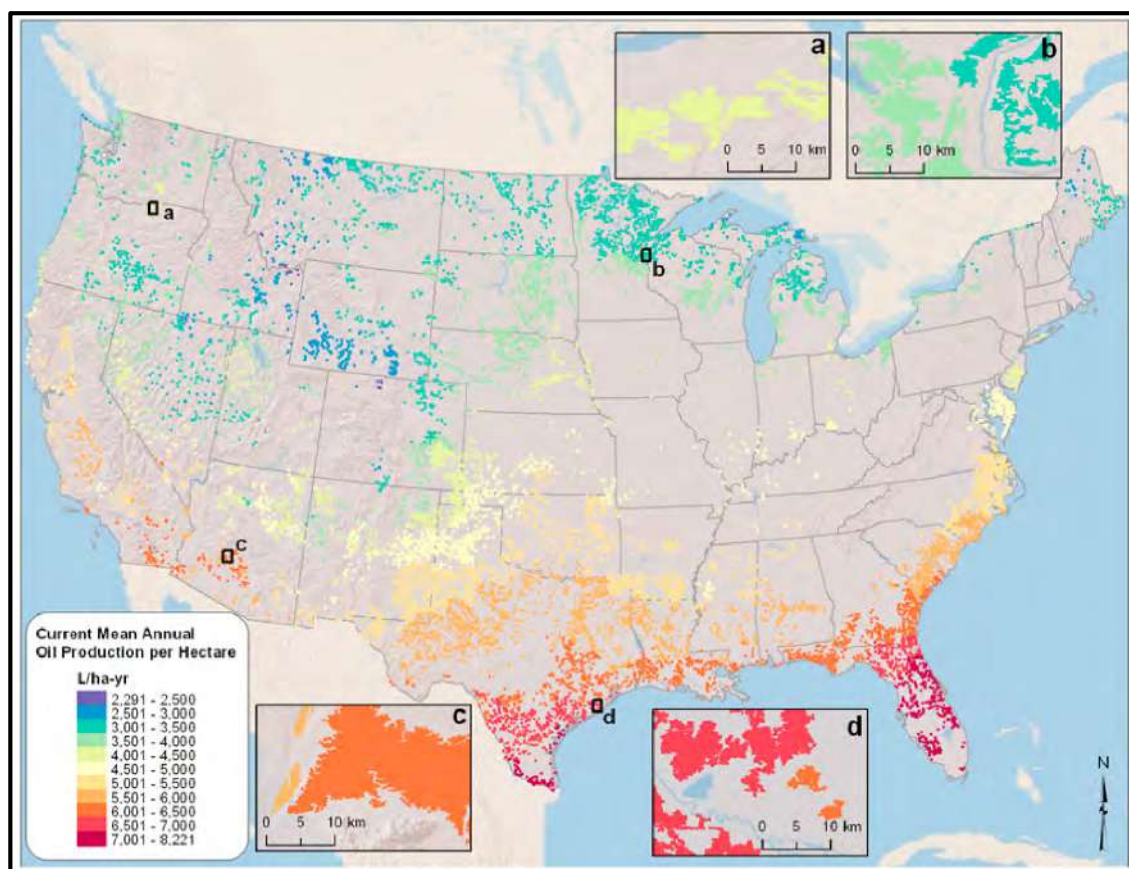 a
0 5 10 km
b
0 5 10 km
a
b
c
d
N
Current Mean Annual
Oil Production per Hectare
L/ha-yr
2,291 - 2,500
2,501 - 3,000
3,001 - 3,500
3,501 - 4,000
4,001 - 4,500
4,501 - 5,000
5,001 - 5,500
5,501 - 6,000
6,001 - 6,500
6,501 - 7,000
7,001 - 8,221
c
0 5 10 km
d
0 5 10 km